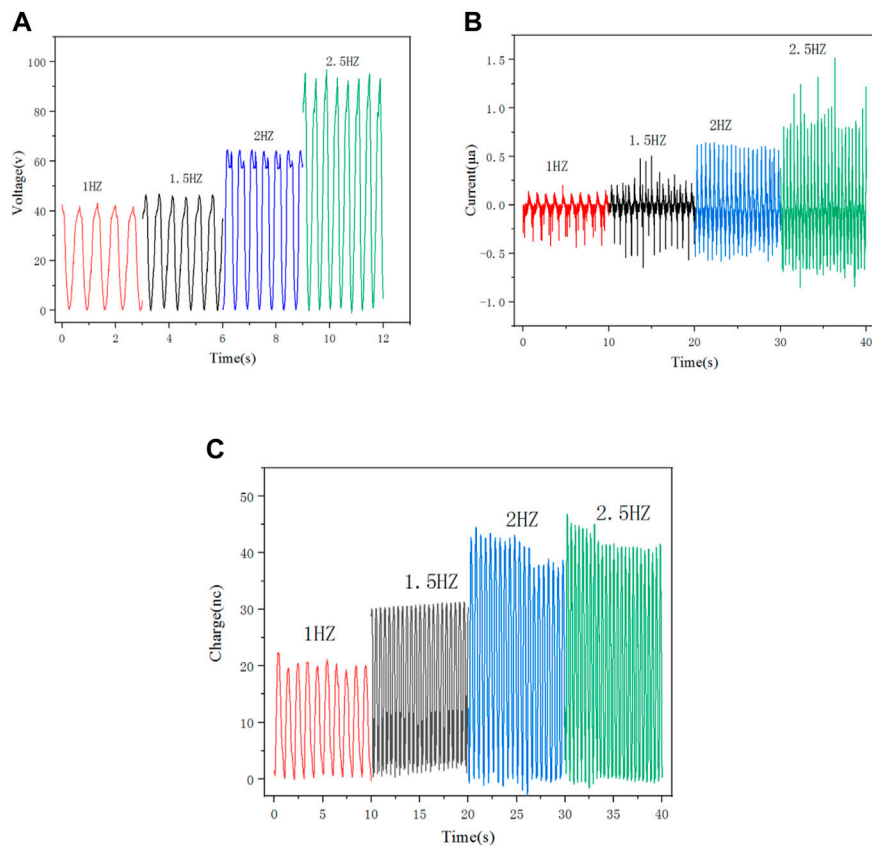 A
Voltage(v)
100
80
60
40
20
0
1HZ
1.5HZ
2HZ
2.5HZ
0 2 4 6 8 10 12
Time(s)
B
Current(μa)
1.5
1.0
0.5
0.0
-0.5
-1.0
1HZ
1.5HZ
2HZ
2.5HZ
0 10 20 30 40
Time(s)
C
Charge(nc)
50
40
30
20
10
0
1HZ
1.5HZ
2HZ
2.5HZ
0 5 10 15 20 25 30 35 40
Time(s)